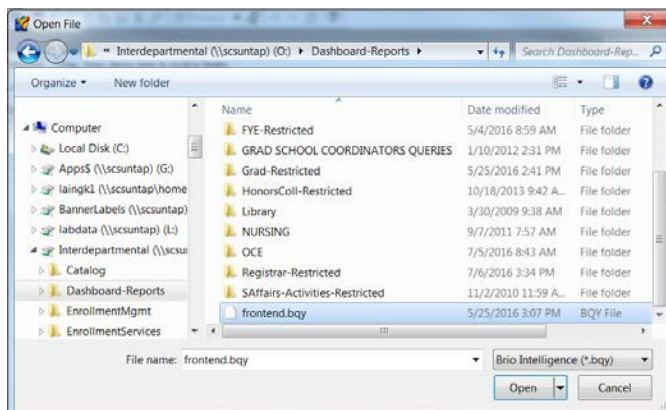 Open File
« Interdepartmental (\\scsuntap) (O:) ▸ Dashboard-Reports ▸ Search Dashboard-Rep...
Organize ▾ New folder
Name Date modified Type
Computer
Local Disk (C:)
Apps$ (\\scsuntap) (G:)
laingk1 (\\scsuntap\home
BannerLabels (\\scsuntap)
labdata (\\scsuntap) (L:)
Interdepartmental (\\scsu
Catalog
Dashboard-Reports
EnrollmentMgmt
EnrollmentServices
FYE-Restricted 5/4/2016 8:59 AM File folder
GRAD SCHOOL COORDINATORS QUERIES 1/10/2012 2:31 PM File folder
Grad-Restricted 5/25/2016 2:41 PM File folder
HonorsColl-Restricted 10/18/2013 9:42 A... File folder
Library 3/30/2009 9:38 AM File folder
NURSING 9/7/2011 7:57 AM File folder
OCE 7/5/2016 8:43 AM File folder
Registrar-Restricted 7/6/2016 3:34 PM File folder
SAffairs-Activities-Restricted 11/2/2010 11:59 A... File folder
frontend.bqy 5/25/2016 3:07 PM BQY File
File name: frontend.bqy Brio Intelligence (*.bqy)
Open Cancel